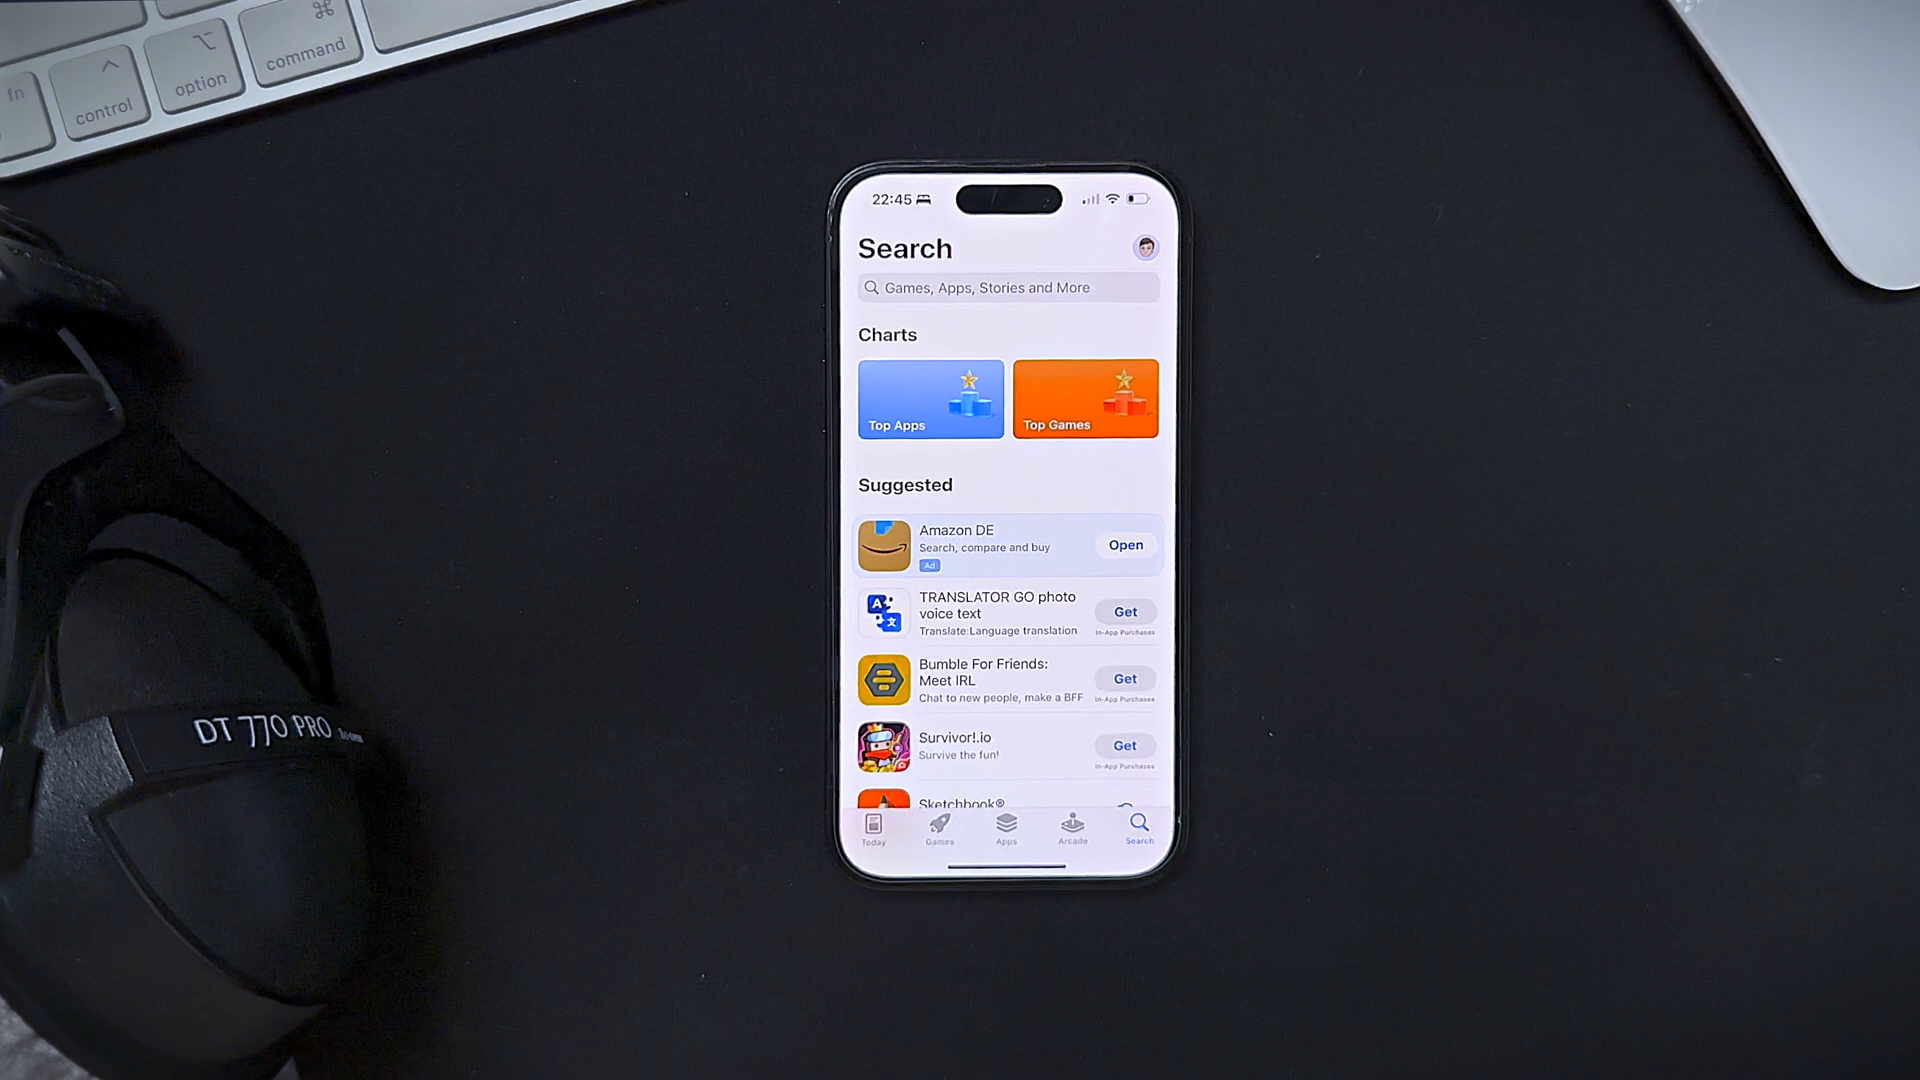 ⌘
command
⌥
option
^
control
fn
22:45
Search
Games, Apps, Stories and More
Charts
Top Apps
Top Games
Suggested
Amazon DE
Search, compare and buy
Ad
Open
TRANSLATOR GO photo
voice text
Translate:Language translation
Get
In-App Purchases
Bumble For Friends:
Meet IRL
Chat to new people, make a BFF
Get
In-App Purchases
Survivor!.io
Survive the fun!
Get
In-App Purchases
Sketchbook®
Today
Games
Apps
Arcade
Search
DT 770 PRO